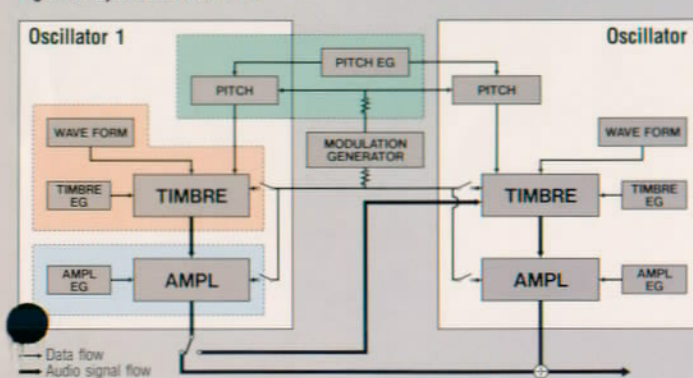 Oscillator 1
Oscillator
PITCH EG
PITCH
PITCH
WAVE FORM
MODULATION
GENERATOR
WAVE FORM
TIMBRE
EG
TIMBRE
TIMBRE
TIMBRE
EG
AMPL
EG
AMPL
AMPL
AMPL
EG
Data flow
Audio signal flow